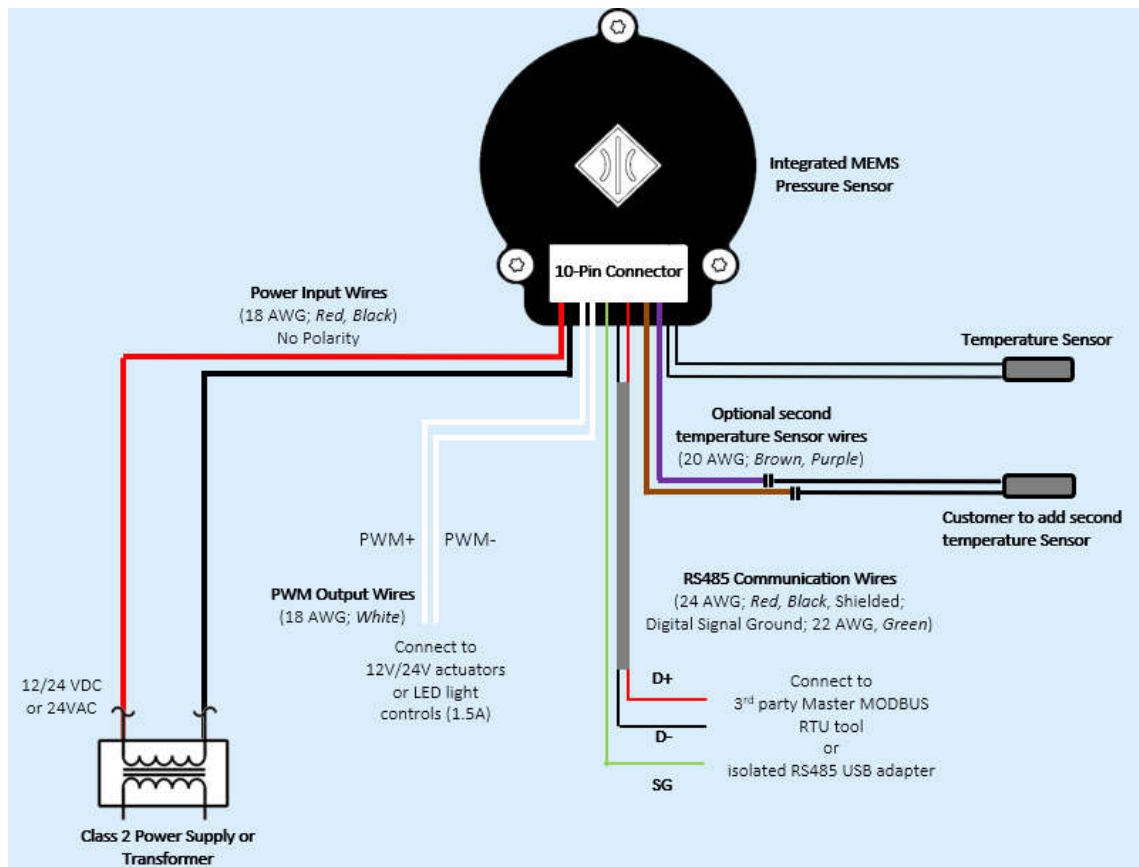 Integrated MEMS
Pressure Sensor
10-Pin Connector
Power Input Wires
(18 AWG; Red, Black)
No Polarity
Temperature Sensor
Optional second
temperature Sensor wires
(20 AWG; Brown, Purple)
Customer to add second
temperature Sensor
PWM+
PWM-
PWM Output Wires
(18 AWG; White)
Connect to
12V/24V actuators
or LED light
controls (1.5A)
RS485 Communication Wires
(24 AWG; Red, Black, Shielded;
Digital Signal Ground; 22 AWG, Green)
D+
D-
SG
Connect to
3rd party Master MODBUS
RTU tool
or
isolated RS485 USB adapter
12/24 VDC
or 24VAC
Class 2 Power Supply or
Transformer